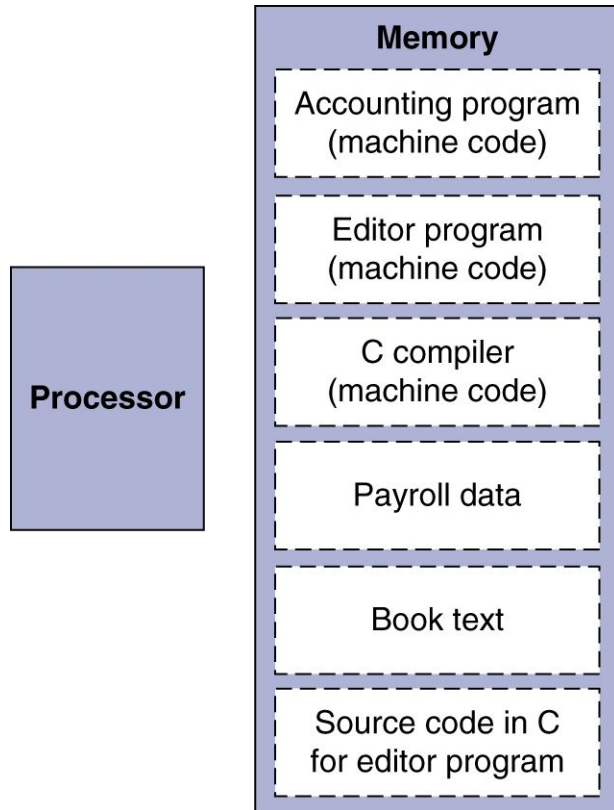 Memory
Accounting program
(machine code)
Editor program
(machine code)
C compiler
(machine code)
Processor
Payroll data
Book text
Source code in C
for editor program